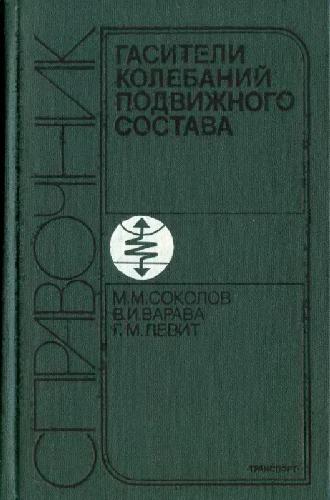 СПРАВОЧНИК
ГАСИТЕЛИ
КОЛЕБАНИЙ
ПОДВИЖНОГО
СОСТАВА
М.М.СОКОЛОВ
В.И.ВАРАВА
Г.М.ЛЕВИТ
·ТРАНСПОРТ·